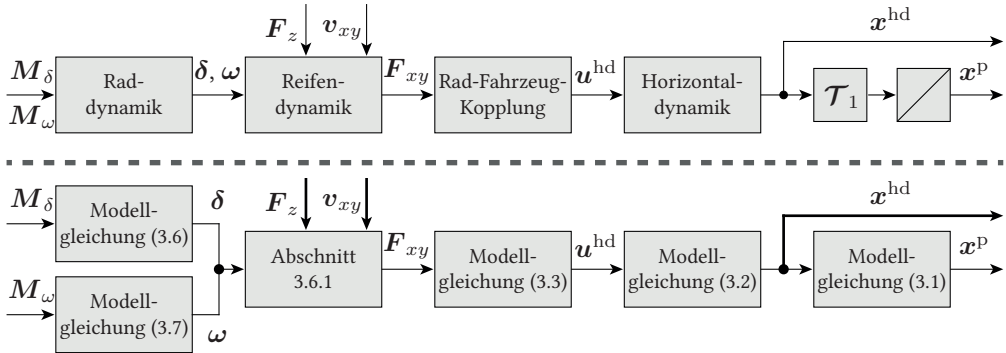 F_z v_xy x^hd
M_δ M_ω
Rad-
dynamik
δ, ω
Reifen-
dynamik
F_xy
Rad-Fahrzeug-
Kopplung
u^hd
Horizontal-
dynamik
T_1
x^p
M_δ
Modell-
gleichung (3.6)
δ
M_ω
Modell-
gleichung (3.7)
ω
F_z v_xy
Abschnitt
3.6.1
F_xy
Modell-
gleichung (3.3)
u^hd
Modell-
gleichung (3.2)
x^hd
Modell-
gleichung (3.1)
x^p